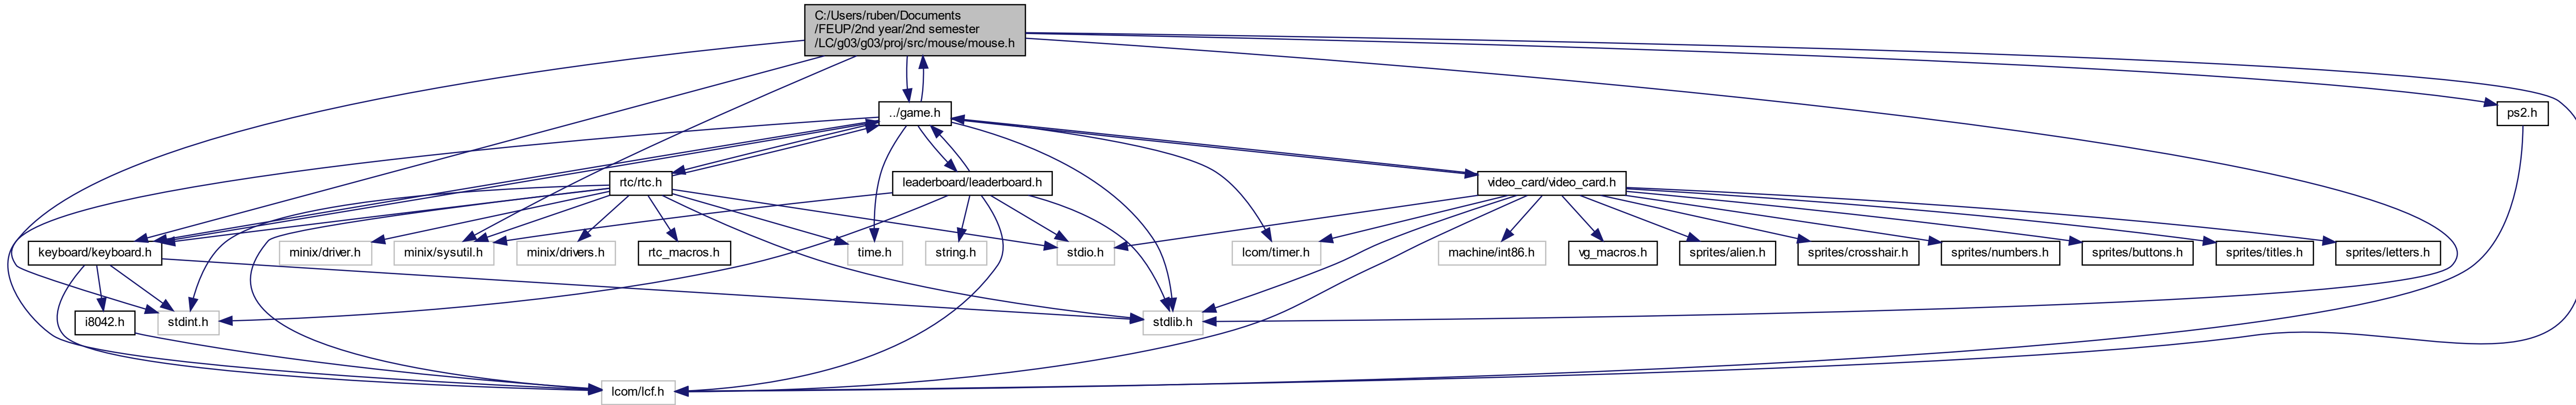 C:/Users/ruben/Documents
/FEUP/2nd year/2nd semester
/LC/g03/g03/proj/src/mouse/mouse.h
../game.h
ps2.h
rtc/rtc.h
leaderboard/leaderboard.h
video_card/video_card.h
keyboard/keyboard.h
minix/driver.h
minix/sysutil.h
minix/drivers.h
rtc_macros.h
time.h
string.h
stdio.h
lcom/timer.h
machine/int86.h
vg_macros.h
sprites/alien.h
sprites/crosshair.h
sprites/numbers.h
sprites/buttons.h
sprites/titles.h
sprites/letters.h
i8042.h
stdint.h
stdlib.h
lcom/lcf.h